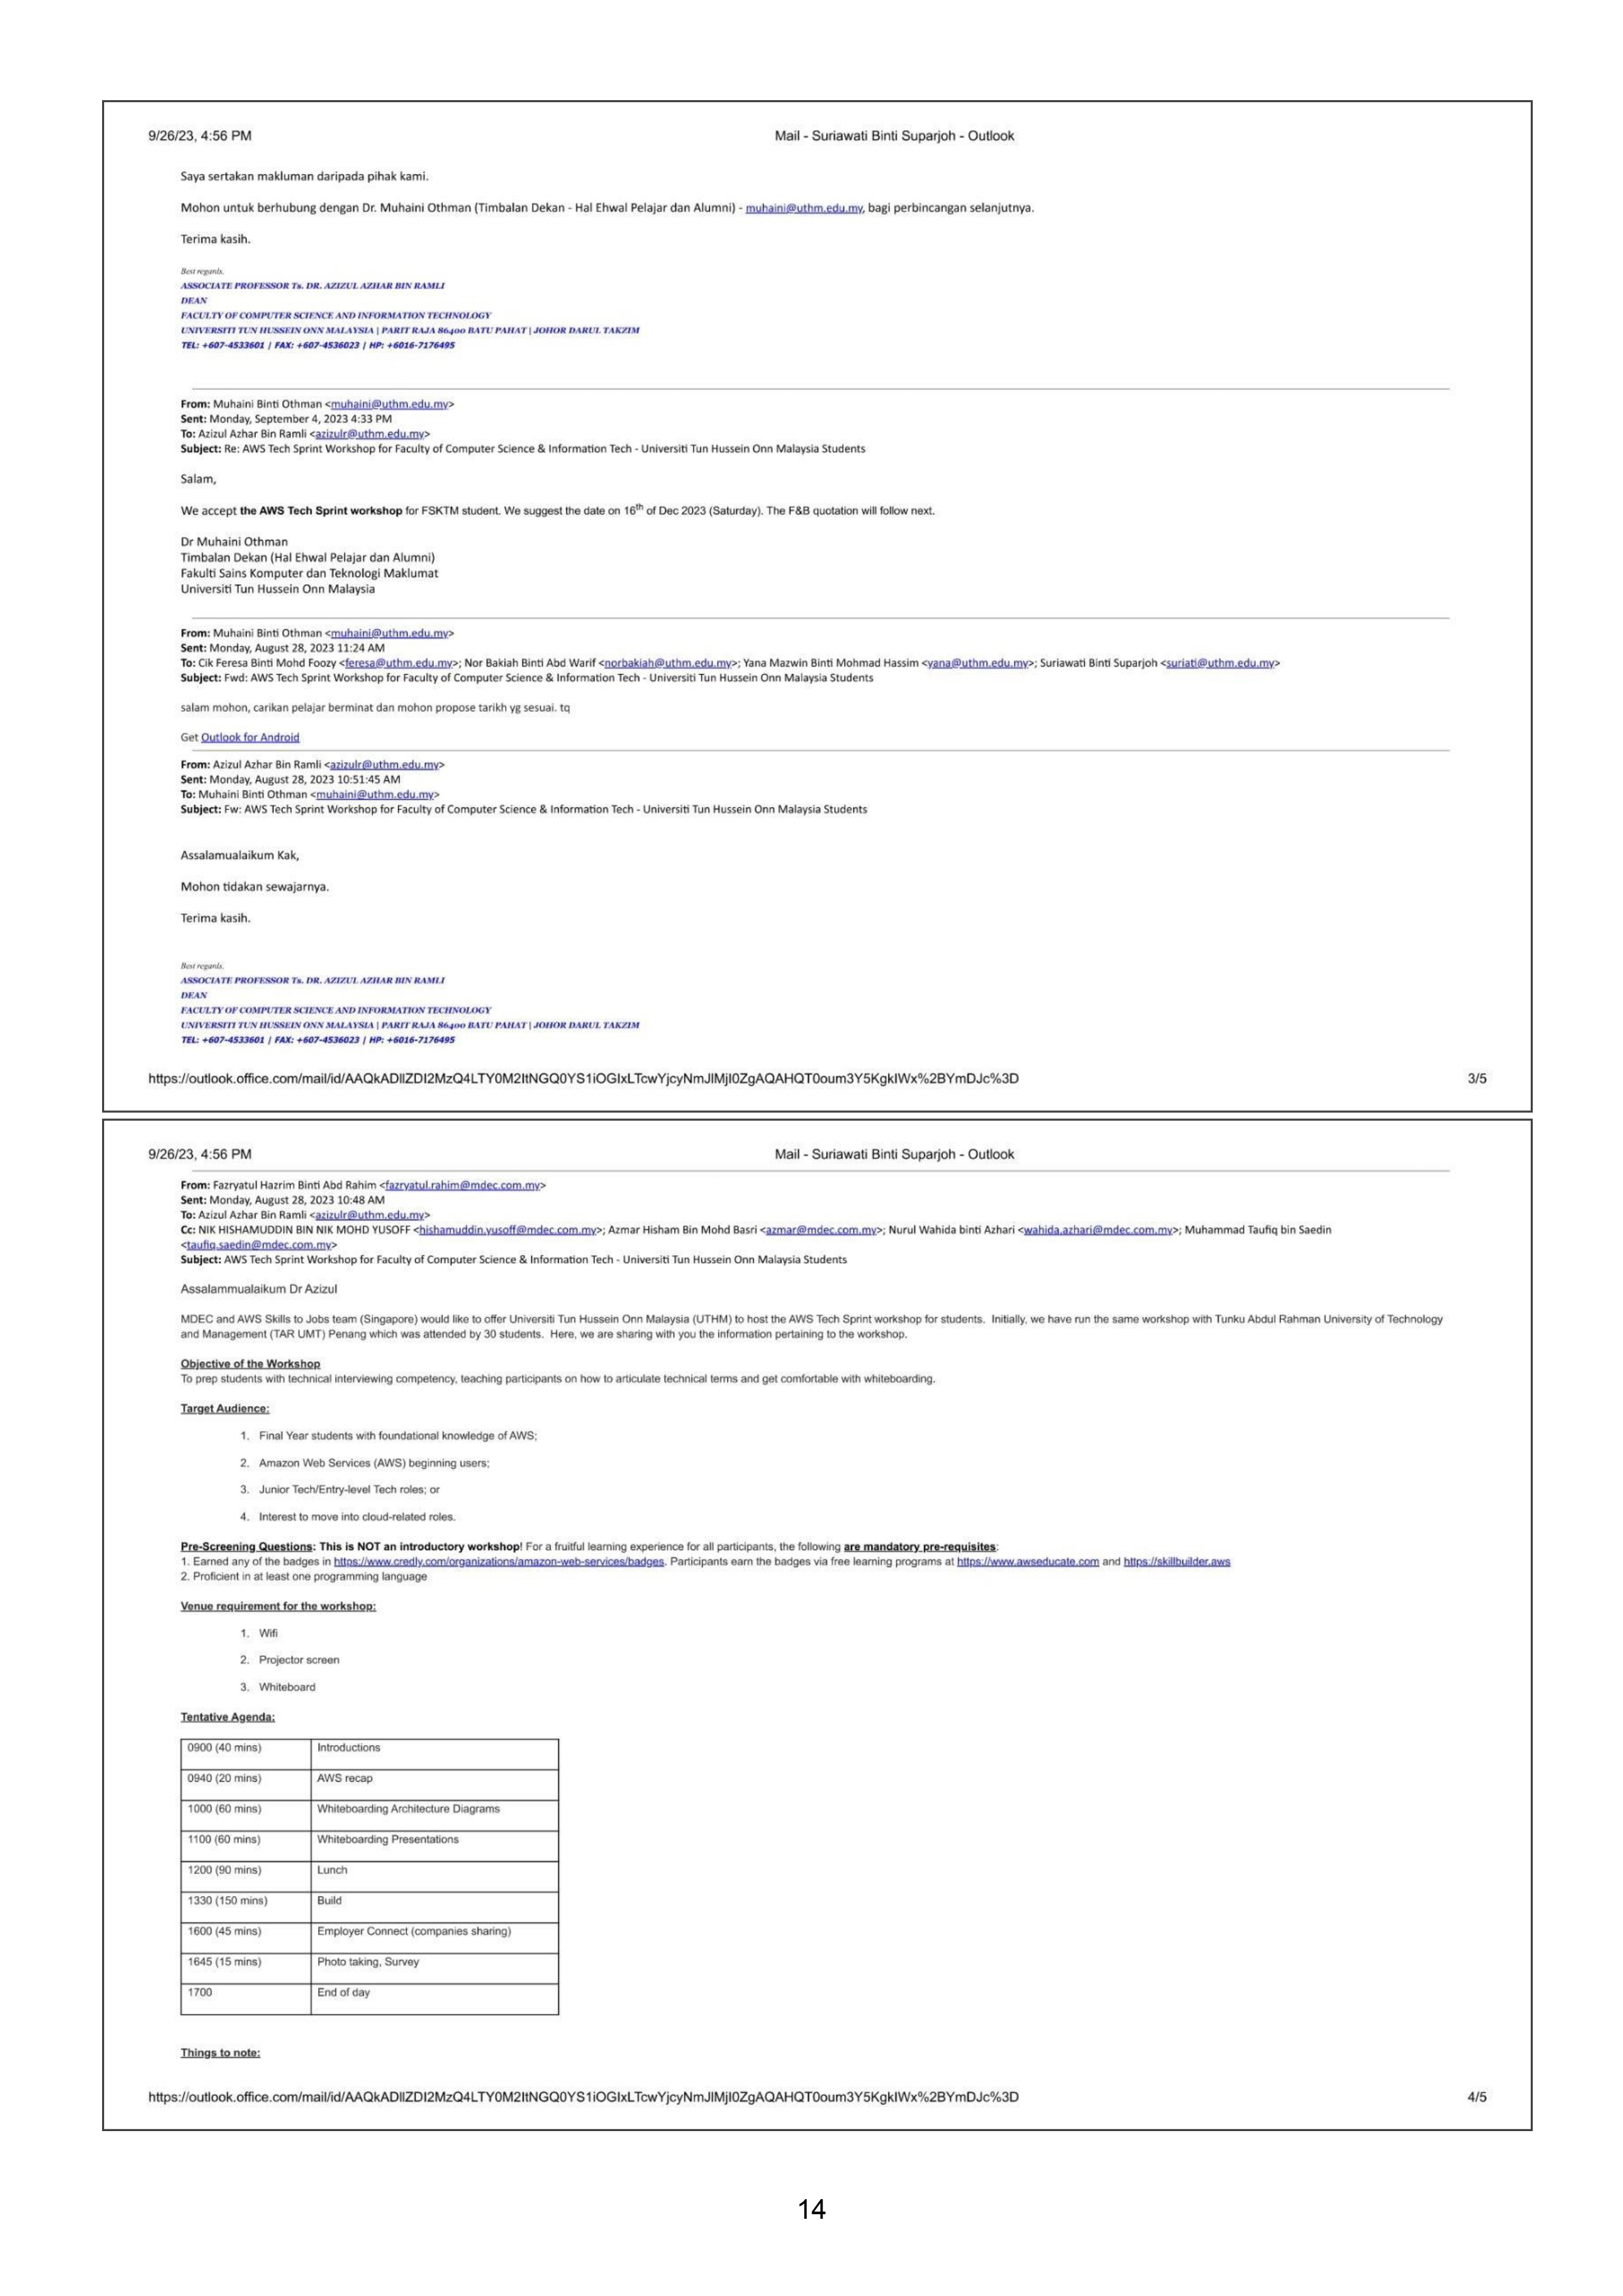 9/26/23, 4:56 PM
Mail - Suriawati Binti Suparjoh - Outlook
Saya sertakan makluman daripada pihak kami.
Mohon untuk berhubung dengan Dr. Muhaini Othman (Timbalan Dekan - Hal Ehwal Pelajar dan Alumni) - muhaini@uthm.edu.my, bagi perbincangan selanjutnya.
Terima kasih.
Best regards,
ASSOCIATE PROFESSOR Ts. DR. AZIZUL AZHAR BIN RAMLI
DEAN
FACULTY OF COMPUTER SCIENCE AND INFORMATION TECHNOLOGY
UNIVERSITI TUN HUSSEIN ONN MALAYSIA | PARIT RAJA 86400 BATU PAHAT | JOHOR DARUL TAKZIM
TEL: +607-4533601 | FAX: +607-4536023 | HP: +6016-7176495
From: Muhaini Binti Othman <muhaini@uthm.edu.my>
Sent: Monday, September 4, 2023 4:33 PM
To: Azizul Azhar Bin Ramli <azizulr@uthm.edu.my>
Subject: Re: AWS Tech Sprint Workshop for Faculty of Computer Science & Information Tech - Universiti Tun Hussein Onn Malaysia Students
Salam,
We accept the AWS Tech Sprint workshop for FSKTM student. We suggest the date on 16th of Dec 2023 (Saturday). The F&B quotation will follow next.
Dr Muhaini Othman
Timbalan Dekan (Hal Ehwal Pelajar dan Alumni)
Fakulti Sains Komputer dan Teknologi Maklumat
Universiti Tun Hussein Onn Malaysia
From: Muhaini Binti Othman <muhaini@uthm.edu.my>
Sent: Monday, August 28, 2023 11:24 AM
To: Cik Feresa Binti Mohd Foozy <feresa@uthm.edu.my>; Nor Bakiah Binti Abd Warif <norbakiah@uthm.edu.my>; Yana Mazwin Binti Mohmad Hassim <yana@uthm.edu.my>; Suriawati Binti Suparjoh <suriati@uthm.edu.my>
Subject: Fwd: AWS Tech Sprint Workshop for Faculty of Computer Science & Information Tech - Universiti Tun Hussein Onn Malaysia Students
salam mohon, carikan pelajar berminat dan mohon propose tarikh yg sesuai. tq
Get Outlook for Android
From: Azizul Azhar Bin Ramli <azizulr@uthm.edu.my>
Sent: Monday, August 28, 2023 10:51:45 AM
To: Muhaini Binti Othman <muhaini@uthm.edu.my>
Subject: Fw: AWS Tech Sprint Workshop for Faculty of Computer Science & Information Tech - Universiti Tun Hussein Onn Malaysia Students
Assalamualaikum Kak,
Mohon tidakan sewajarnya.
Terima kasih.
Best regards,
ASSOCIATE PROFESSOR Ts. DR. AZIZUL AZHAR BIN RAMLI
DEAN
FACULTY OF COMPUTER SCIENCE AND INFORMATION TECHNOLOGY
UNIVERSITI TUN HUSSEIN ONN MALAYSIA | PARIT RAJA 86400 BATU PAHAT | JOHOR DARUL TAKZIM
TEL: +607-4533601 | FAX: +607-4536023 | HP: +6016-7176495
3/5
9/26/23, 4:56 PM
Mail - Suriawati Binti Suparjoh - Outlook
From: Fazryatul Hazrim Binti Abd Rahim <fazryatul.rahim@mdec.com.my>
Sent: Monday, August 28, 2023 10:48 AM
To: Azizul Azhar Bin Ramli <azizulr@uthm.edu.my>
Cc: NIK HISHAMUDDIN BIN NIK MOHD YUSOFF <hishamuddin.yusoff@mdec.com.my>; Azmar Hisham Bin Mohd Basri <azmar@mdec.com.my>; Nurul Wahida binti Azhari <wahida.azhari@mdec.com.my>; Muhammad Taufiq bin Saedin
<taufiq.saedin@mdec.com.my>
Subject: AWS Tech Sprint Workshop for Faculty of Computer Science & Information Tech - Universiti Tun Hussein Onn Malaysia Students
Assalammualaikum Dr Azizul
MDEC and AWS Skills to Jobs team (Singapore) would like to offer Universiti Tun Hussein Onn Malaysia (UTHM) to host the AWS Tech Sprint workshop for students. Initially, we have run the same workshop with Tunku Abdul Rahman University of Technology
and Management (TAR UMT) Penang which was attended by 30 students. Here, we are sharing with you the information pertaining to the workshop.
Objective of the Workshop
To prep students with technical interviewing competency, teaching participants on how to articulate technical terms and get comfortable with whiteboarding.
Target Audience:
1. Final Year students with foundational knowledge of AWS;
2. Amazon Web Services (AWS) beginning users;
3. Junior Tech/Entry-level Tech roles; or
4. Interest to move into cloud-related roles.
Pre-Screening Questions: This is NOT an introductory workshop! For a fruitful learning experience for all participants, the following are mandatory pre-requisites:
1. Earned any of the badges in https://www.credly.com/organizations/amazon-web-services/badges. Participants earn the badges via free learning programs at https://www.awseducate.com and https://skillbuilder.aws
2. Proficient in at least one programming language
Venue requirement for the workshop:
1. Wifi
2. Projector screen
3. Whiteboard
Tentative Agenda:
0900 (40 mins) Introductions
0940 (20 mins) AWS recap
1000 (60 mins) Whiteboarding Architecture Diagrams
1100 (60 mins) Whiteboarding Presentations
1200 (90 mins) Lunch
1330 (150 mins) Build
1600 (45 mins) Employer Connect (companies sharing)
1645 (15 mins) Photo taking, Survey
1700 End of day
Things to note:
4/5
14